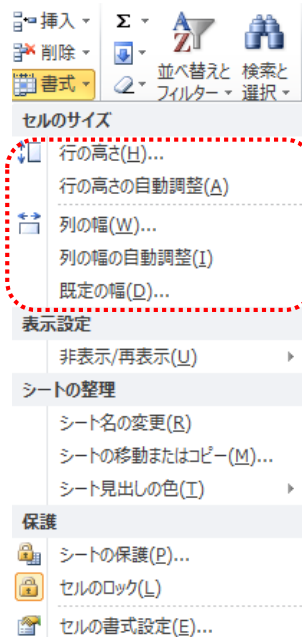 挿入
Σ
削除
書式
並べ替えと
フィルター
検索と
選択
セルのサイズ
行の高さ(H)...
行の高さの自動調整(A)
列の幅(W)...
列の幅の自動調整(I)
既定の幅(D)...
表示設定
非表示/再表示(U)
シートの整理
シート名の変更(R)
シートの移動またはコピー(M)...
シート見出しの色(T)
保護
シートの保護(P)...
セルのロック(L)
セルの書式設定(E)...